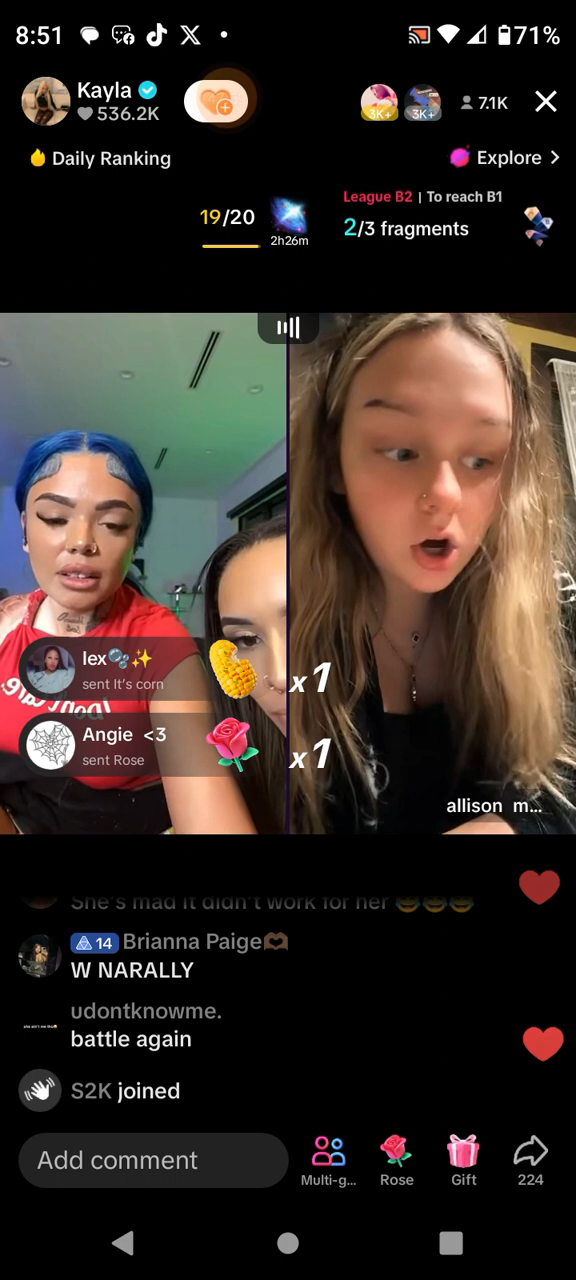 8:51
71%
Kayla
536.2K
3K+
3K+
7.1K
Daily Ranking
Explore
19/20
2h26m
League B2 | To reach B1
2/3 fragments
lex
sent It's corn
x1
Angie <3
sent Rose
x1
allison m...
She's mad it didn't work for her
14 Brianna Paige
W NARALLY
udontknowme.
battle again
S2K joined
Add comment
Multi-g...
Rose
Gift
224